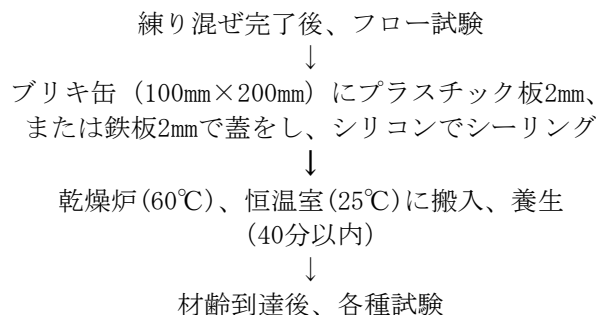 練り混ぜ完了後、フロー試験
↓
ブリキ缶（100㎜×200㎜）にプラスチック板2㎜、
または鉄板2㎜で蓋をし、シリコンでシーリング
↓
乾燥炉(60℃)、恒温室(25℃)に搬入、養生
(40分以内)
↓
材齢到達後、各種試験